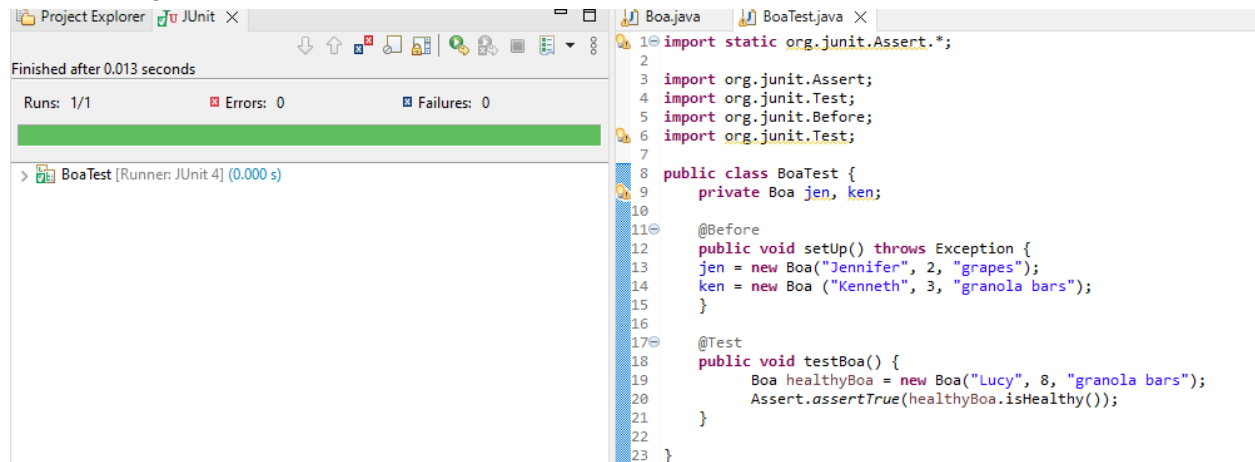 Project Explorer JUnit
Finished after 0.013 seconds
Runs: 1/1 Errors: 0 Failures: 0
BoaTest [Runner: JUnit 4] (0.000 s)
Boa.java BoaTest.java
1 import static org.junit.Assert.*;
2
3 import org.junit.Assert;
4 import org.junit.Test;
5 import org.junit.Before;
6 import org.junit.Test;
7
8 public class BoaTest {
9 private Boa jen, ken;
10
11 @Before
12 public void setUp() throws Exception {
13 jen = new Boa("Jennifer", 2, "grapes");
14 ken = new Boa ("Kenneth", 3, "granola bars");
15 }
16
17 @Test
18 public void testBoa() {
19 Boa healthyBoa = new Boa("Lucy", 8, "granola bars");
20 Assert.assertTrue(healthyBoa.isHealthy());
21 }
22
23 }